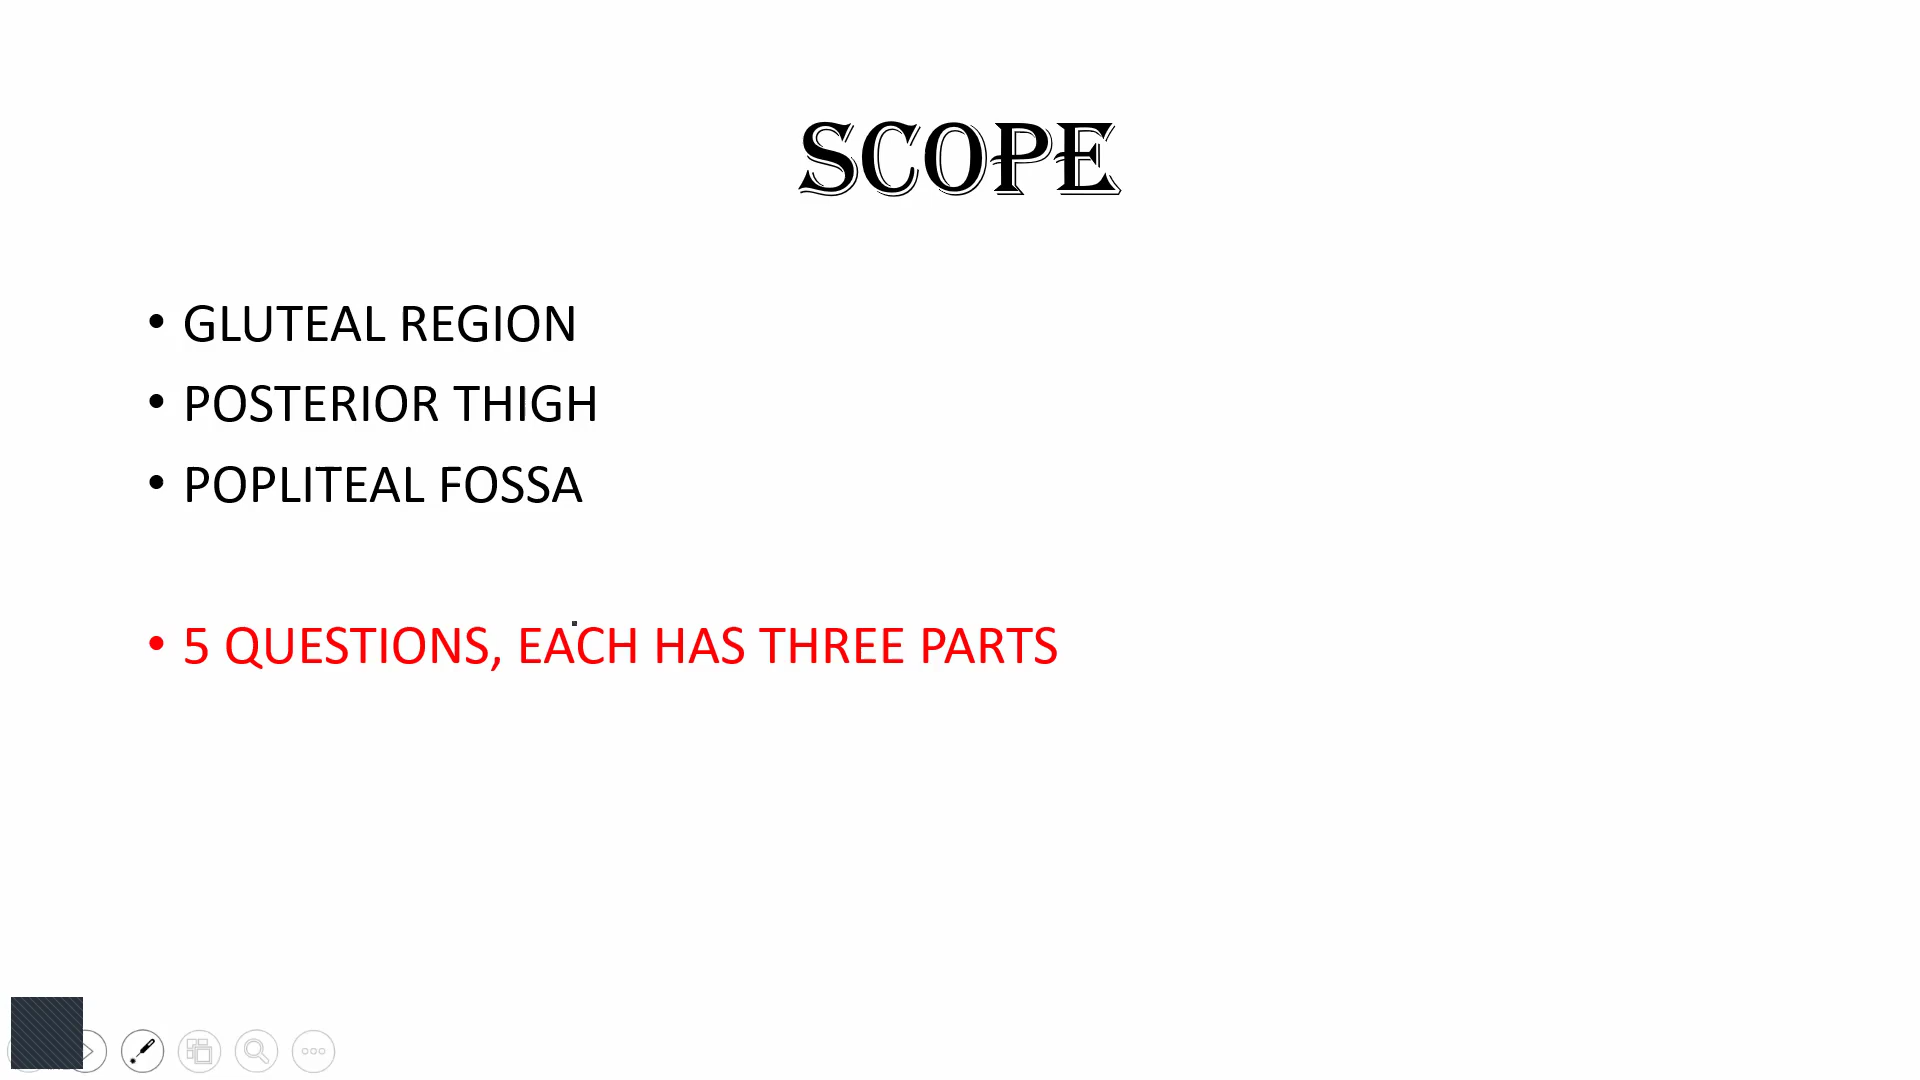 SCOPE
• GLUTEAL REGION
• POSTERIOR THIGH
• POPLITEAL FOSSA
• 5 QUESTIONS, EACH HAS THREE PARTS